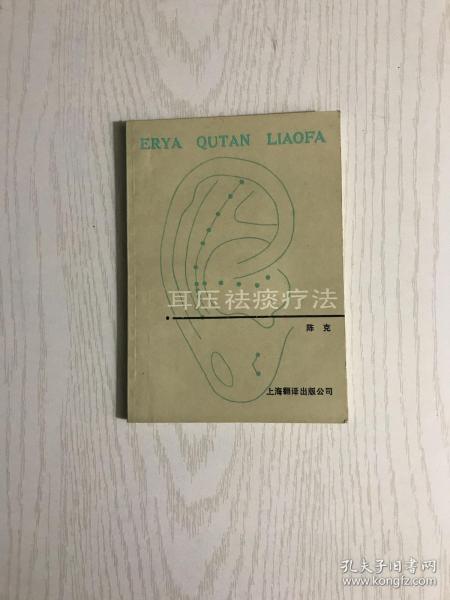 ERYA QUTAN LIAOFA
耳压祛痰疗法
陈克
上海翻译出版公司
孔夫子旧书网
www.kongfz.com